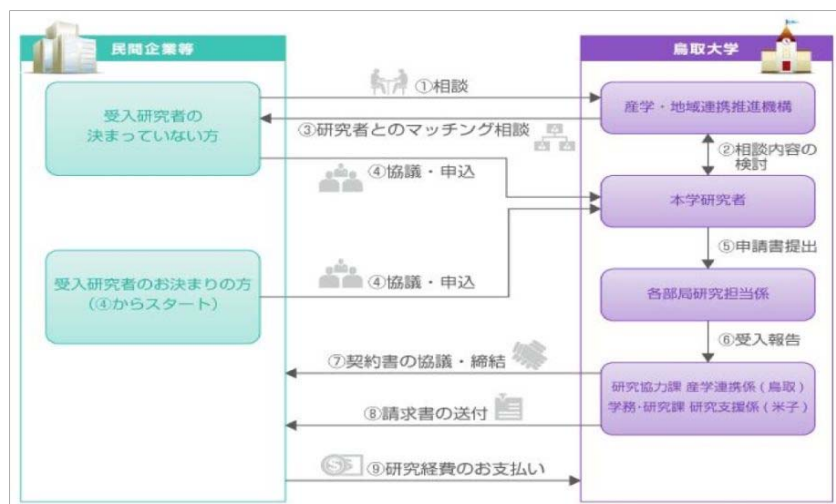 民間企業等
鳥取大学
①相談
受入研究者の
決まっていない方
産学・地域連携推進機構
③研究者とのマッチング相談
②相談内容の
検討
④協議・申込
本学研究者
⑤申請書提出
受入研究者のお決まりの方
(④からスタート)
④協議・申込
各部局研究担当係
⑥受入報告
⑦契約書の協議・締結
研究協力課 産学連携係(鳥取)
学務・研究課 研究支援係(米子)
⑧請求書の送付
⑨研究経費のお支払い